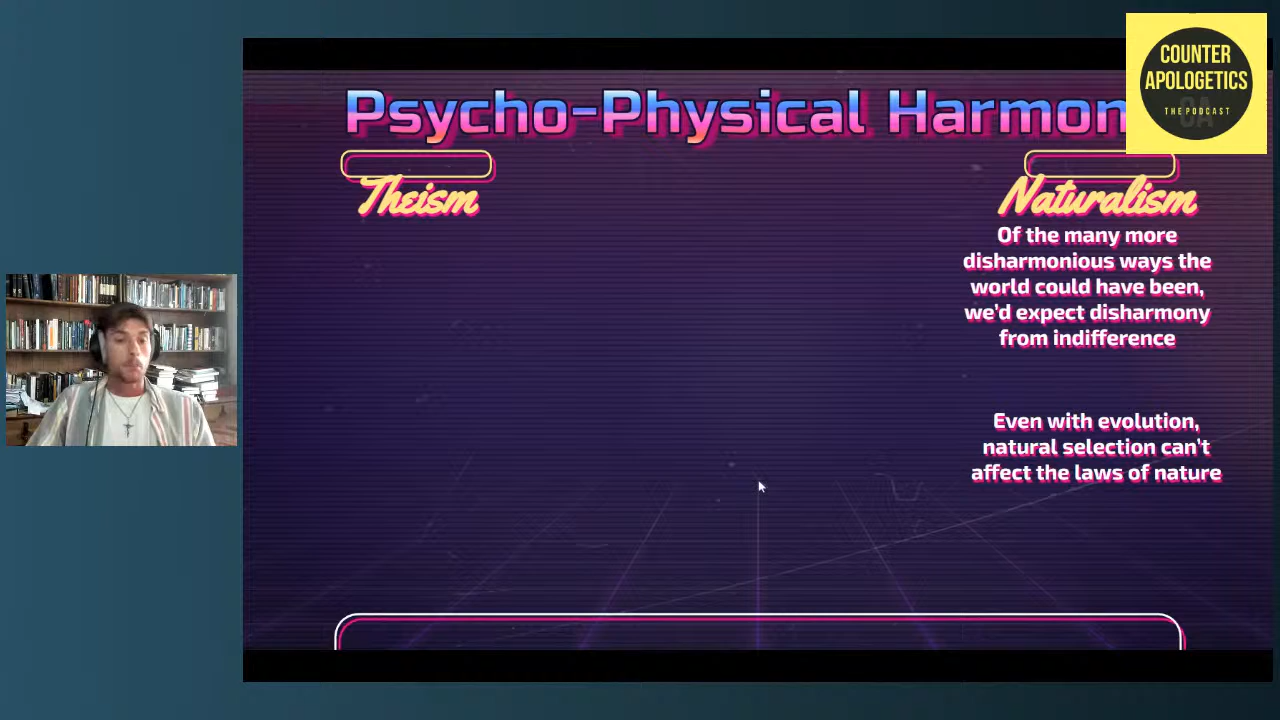 COUNTER
APOLOGETICS
THE PODCAST
Psycho-Physical Harmon
Theism
Naturalism
Of the many more
disharmonious ways the
world could have been,
we'd expect disharmony
from indifference
Even with evolution,
natural selection can't
affect the laws of nature